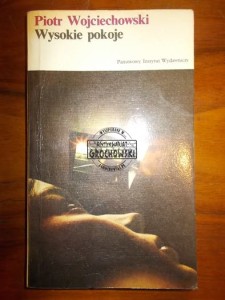 Piotr Wojciechowski
Wysokie pokoje
Państwowy Instytut Wydawniczy
GROCHOWSKI